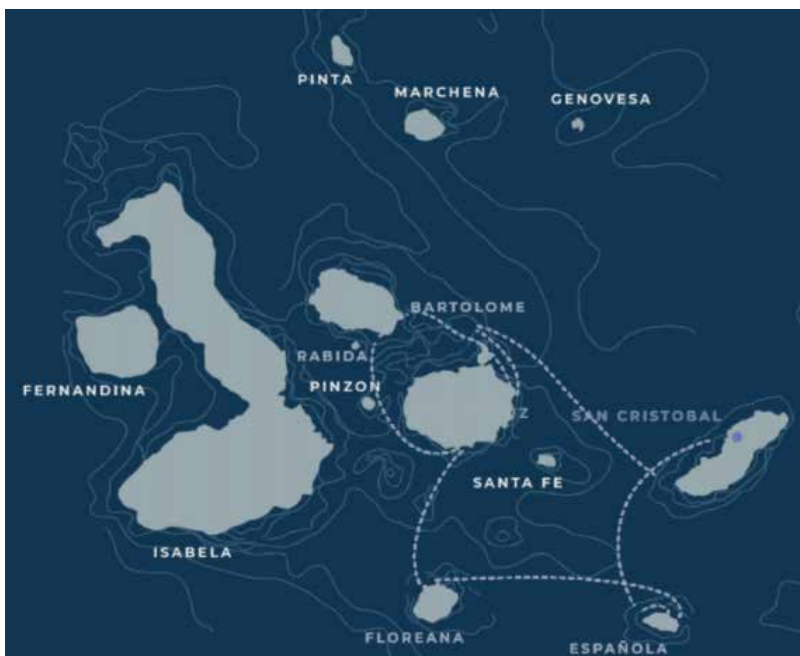 PINTA
MARCHENA
GENOVESA
BARTOLOME
RABIDA
FERNANDINA
PINZON
Z
SAN CRISTOBAL
SANTA FE
ISABELA
FLOREANA
ESPAÑOLA